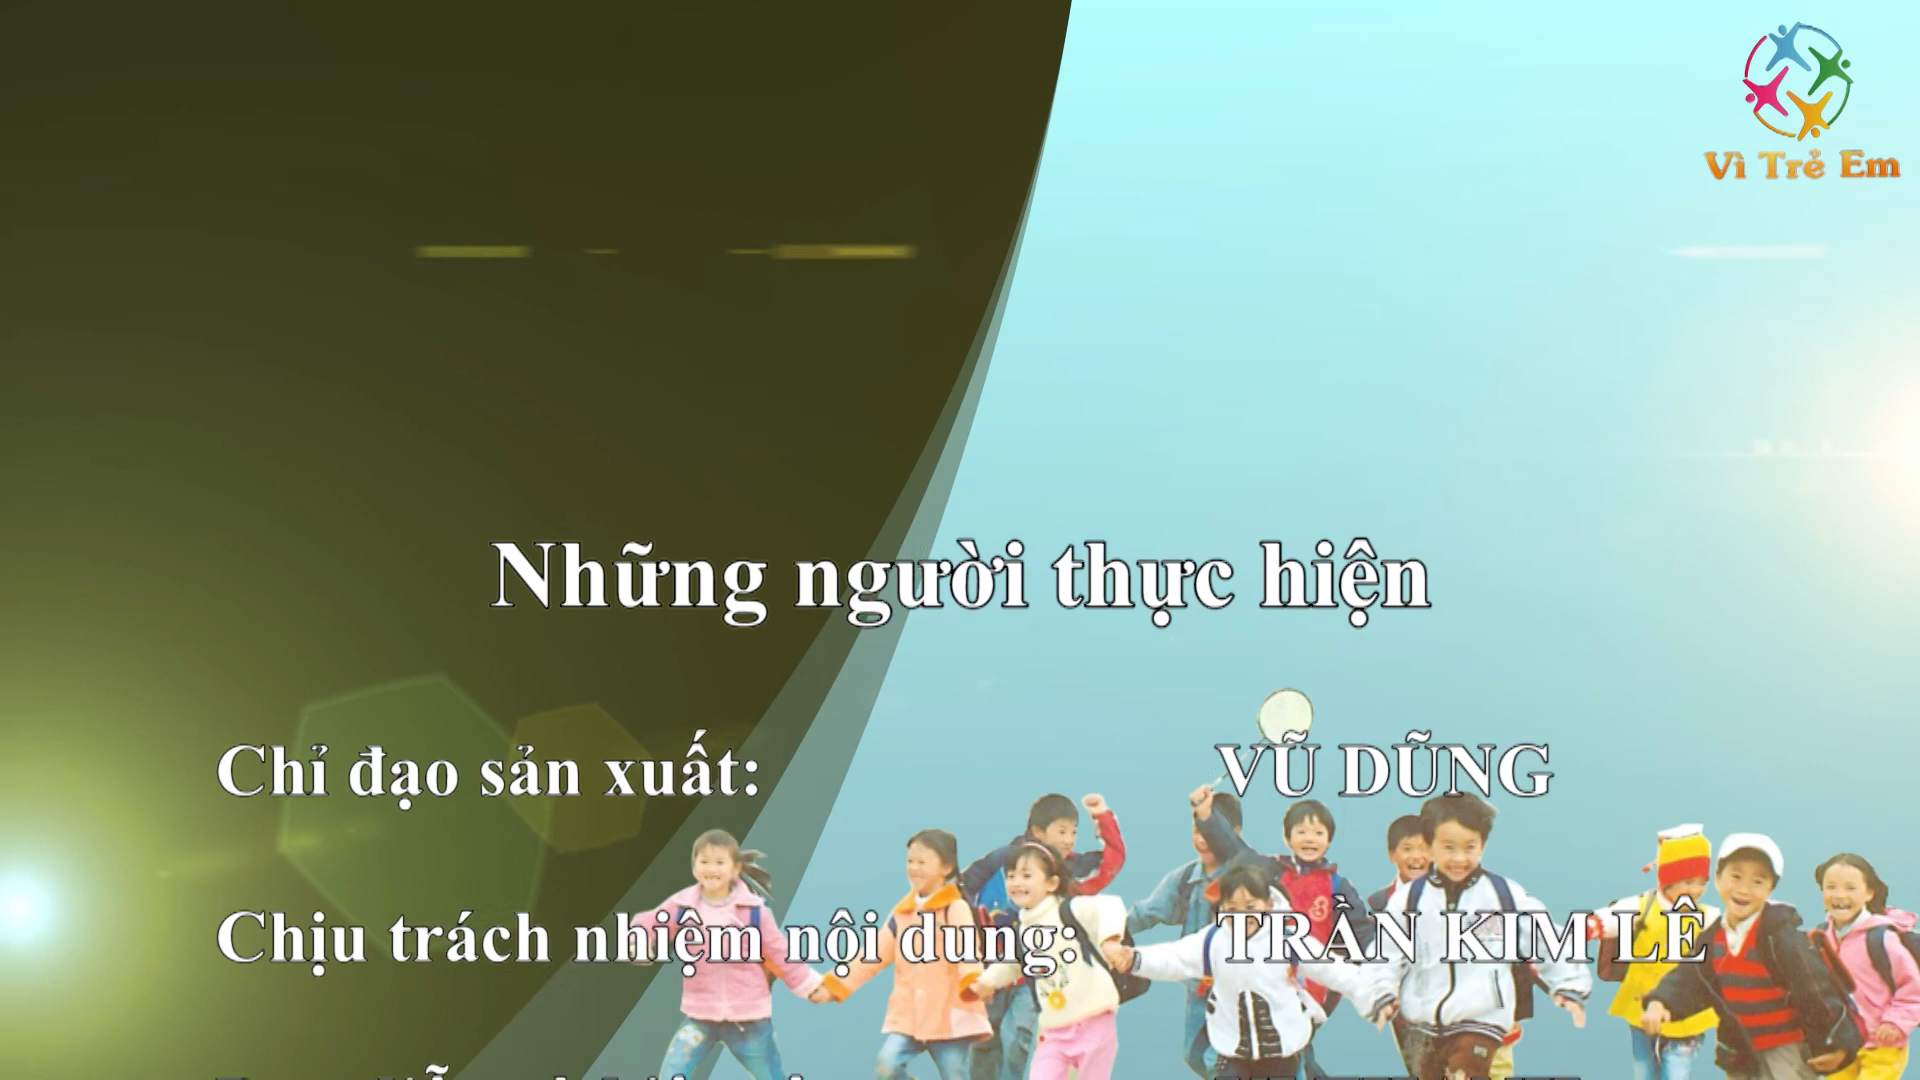 Vì Trẻ Em
Những người thực hiện
Chỉ đạo sản xuất: VŨ DŨNG
Chịu trách nhiệm nội dung: TRẦN KIM LÊ